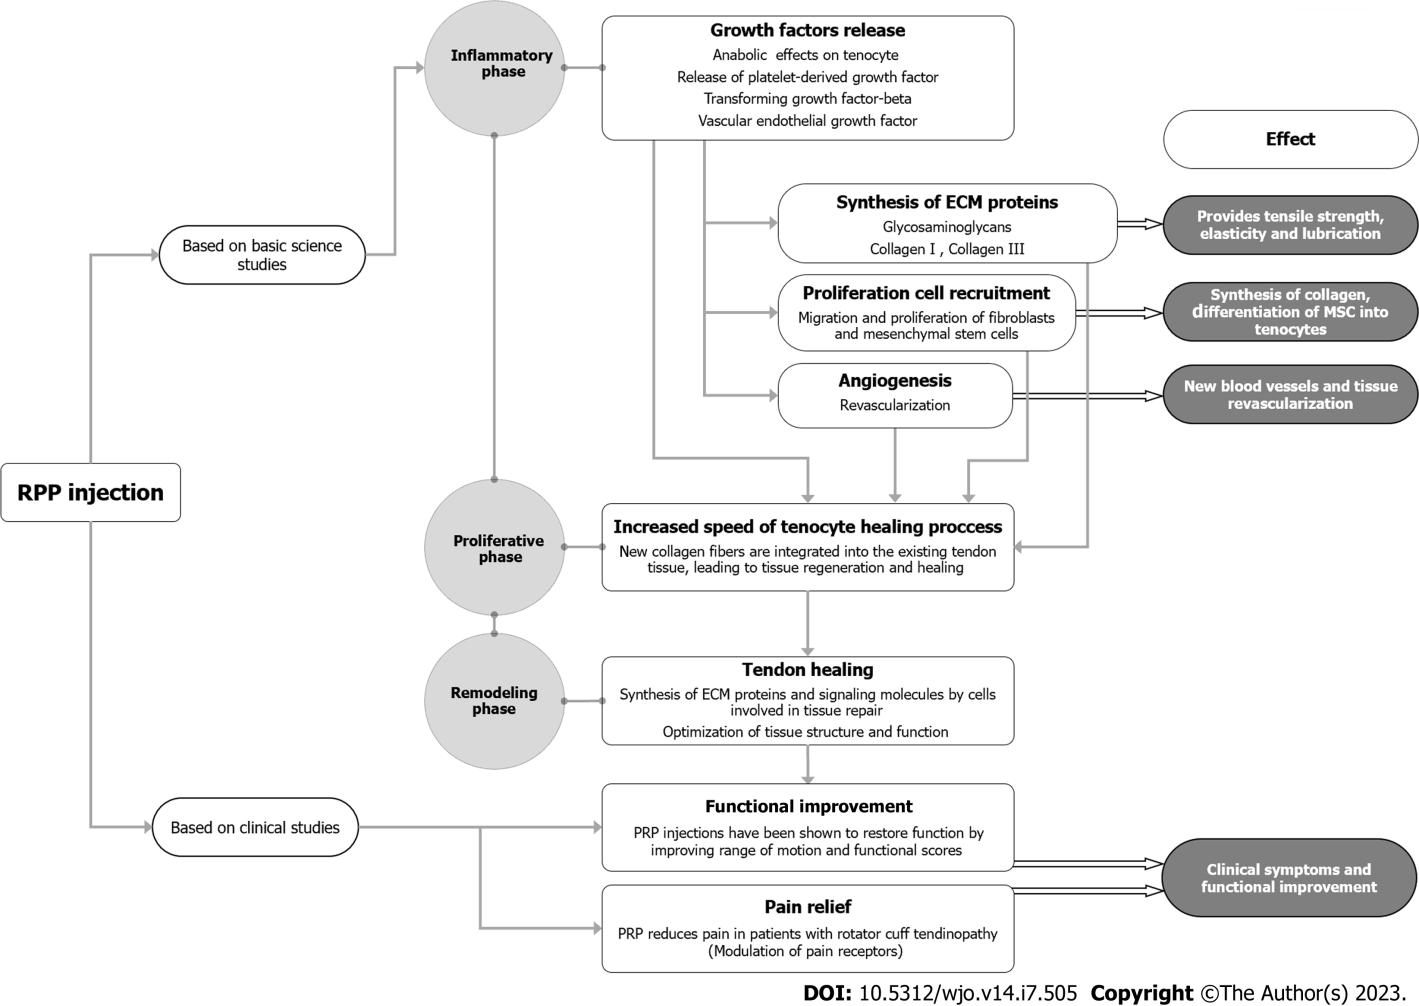 Growth factors release
Anabolic effects on tenocyte
Release of platelet-derived growth factor
Transforming growth factor-beta
Vascular endothelial growth factor
Inflammatory
phase
Effect
Synthesis of ECM proteins
Glycosaminoglycans
Collagen I , Collagen III
Provides tensile strength,
elasticity and lubrication
Based on basic science
studies
Proliferation cell recruitment
Migration and proliferation of fibroblasts
and mesenchymal stem cells
Synthesis of collagen,
differentiation of MSC into
tenocytes
Angiogenesis
Revascularization
New blood vessels and tissue
revascularization
RPP injection
Proliferative
phase
Increased speed of tenocyte healing proccess
New collagen fibers are integrated into the existing tendon
tissue, leading to tissue regeneration and healing
Remodeling
phase
Tendon healing
Synthesis of ECM proteins and signaling molecules by cells
involved in tissue repair
Optimization of tissue structure and function
Based on clinical studies
Functional improvement
PRP injections have been shown to restore function by
improving range of motion and functional scores
Clinical symptoms and
functional improvement
Pain relief
PRP reduces pain in patients with rotator cuff tendinopathy
(Modulation of pain receptors)
DOI: 10.5312/wjo.v14.i7.505 Copyright ©The Author(s) 2023.